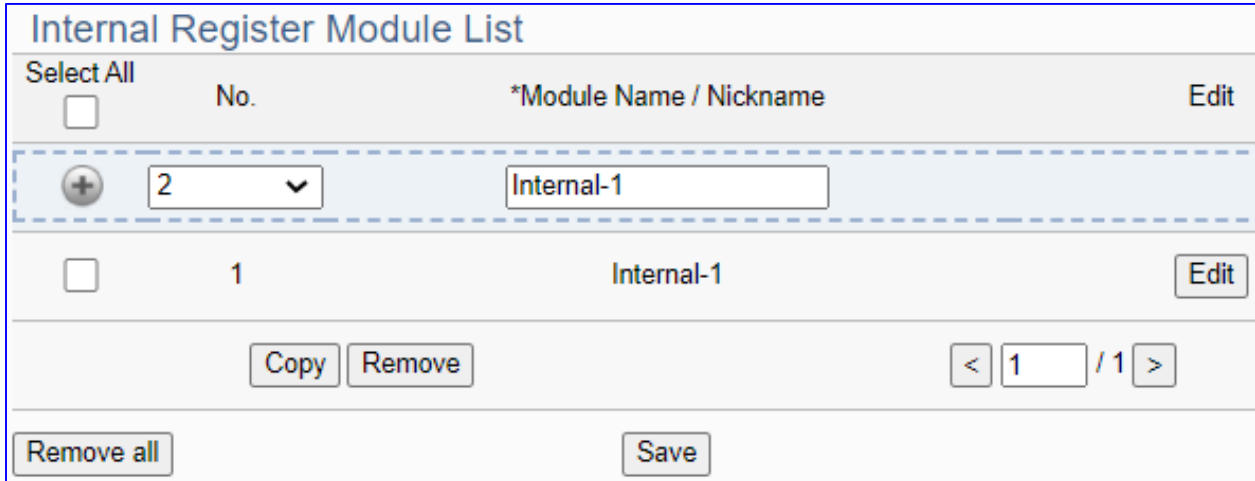 Internal Register Module List
Select All
No. *Module Name / Nickname Edit
2 Internal-1
1 Internal-1 Edit
Copy Remove < 1 / 1 >
Remove all Save